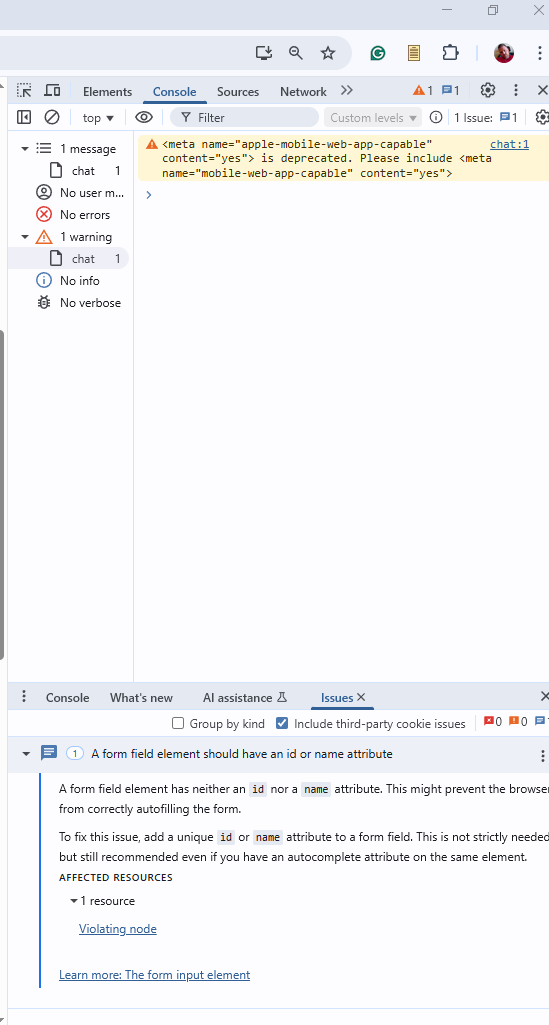 Elements Console Sources Network 1 1
top Filter Custom levels 1 Issue: 1
1 message
chat 1
No user m...
No errors
1 warning
chat 1
No info
No verbose
<meta name="apple-mobile-web-app-capable" chat:1
content="yes"> is deprecated. Please include <meta
name="mobile-web-app-capable" content="yes">
Console What's new AI assistance Issues
Group by kind Include third-party cookie issues 0 0
1 A form field element should have an id or name attribute
A form field element has neither an id nor a name attribute. This might prevent the browser
from correctly autofilling the form.
To fix this issue, add a unique id or name attribute to a form field. This is not strictly needed
but still recommended even if you have an autocomplete attribute on the same element.
AFFECTED RESOURCES
1 resource
Violating node
Learn more: The form input element